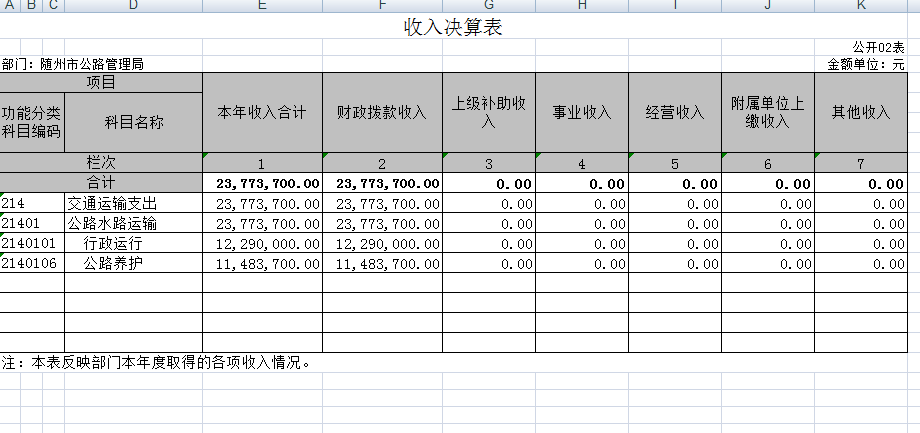 A B C D E F G H I J K
收入决算表
公开02表
部门：随州市公路管理局 金额单位：元
项目 本年收入合计 财政拨款收入 上级补助收入 事业收入 经营收入 附属单位上缴收入 其他收入
功能分类科目编码 科目名称
栏次 1 2 3 4 5 6 7
合计 23,773,700.00 23,773,700.00 0.00 0.00 0.00 0.00 0.00
214 交通运输支出 23,773,700.00 23,773,700.00 0.00 0.00 0.00 0.00 0.00
21401 公路水路运输 23,773,700.00 23,773,700.00 0.00 0.00 0.00 0.00 0.00
2140101 行政运行 12,290,000.00 12,290,000.00 0.00 0.00 0.00 0.00 0.00
2140106 公路养护 11,483,700.00 11,483,700.00 0.00 0.00 0.00 0.00 0.00
注：本表反映部门本年度取得的各项收入情况。